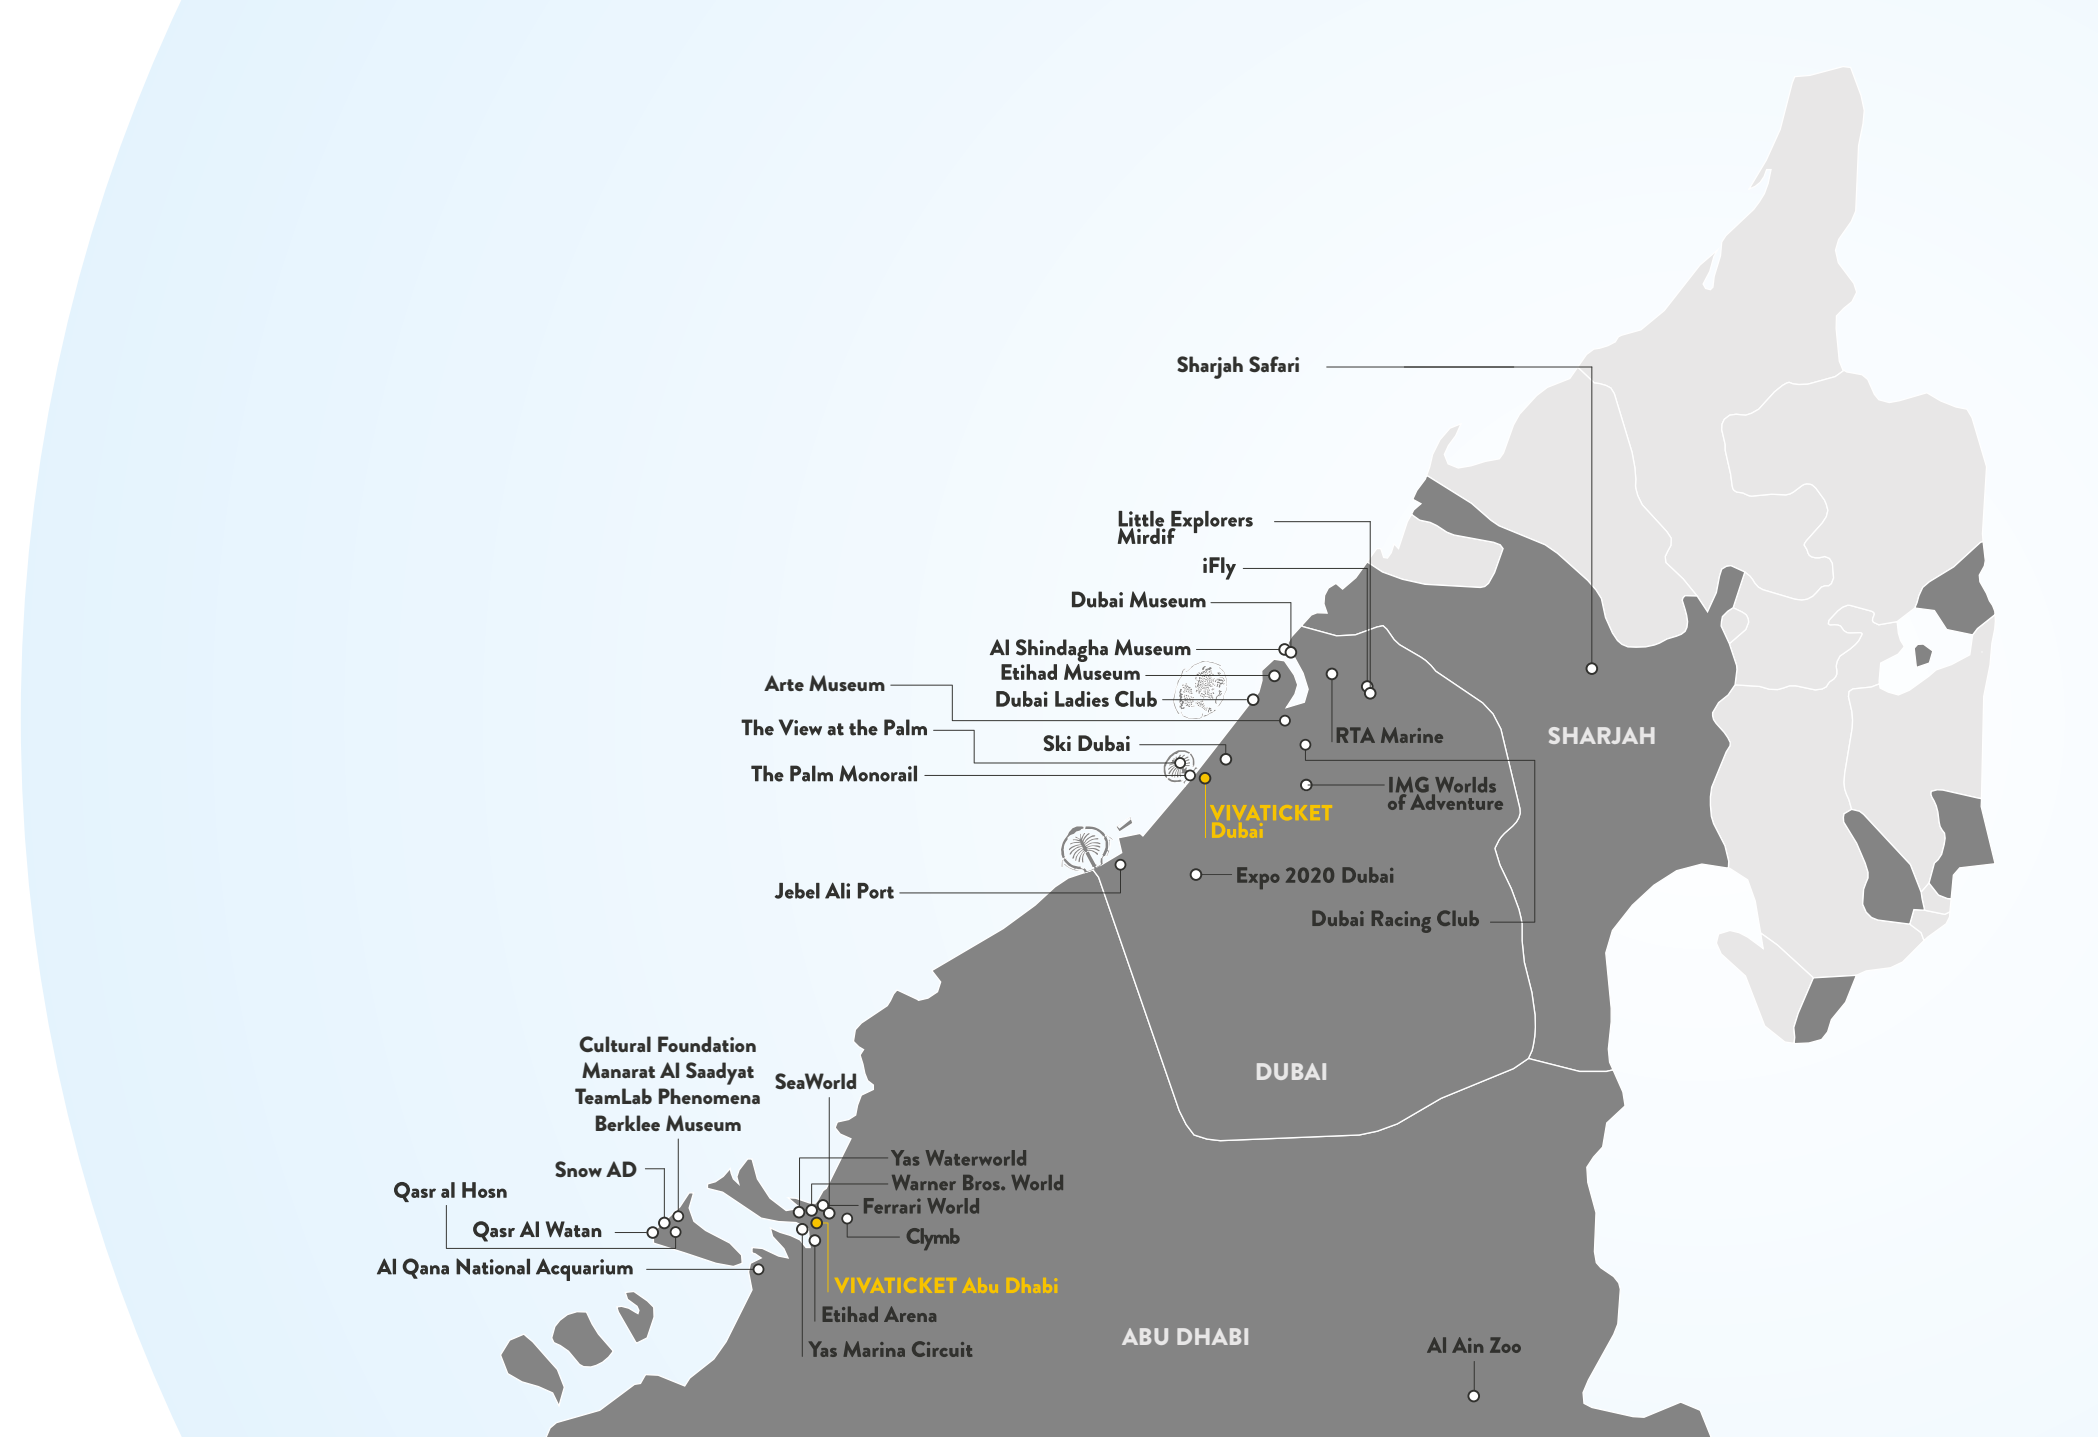 Sharjah Safari
Little Explorers
Mirdif
iFly
Dubai Museum
Al Shindagha Museum
Etihad Museum
Arte Museum
Dubai Ladies Club
The View at the Palm
Ski Dubai
RTA Marine
SHARJAH
The Palm Monorail
IMG Worlds
of Adventure
VIVATICKET
Dubai
Expo 2020 Dubai
Jebel Ali Port
Dubai Racing Club
DUBAI
Cultural Foundation
Manarat Al Saadyat
TeamLab Phenomena
Berklee Museum
SeaWorld
Snow AD
Yas Waterworld
Warner Bros. World
Qasr al Hosn
Ferrari World
Qasr Al Watan
Clymb
Al Qana National Acquarium
VIVATICKET Abu Dhabi
Etihad Arena
Yas Marina Circuit
ABU DHABI
Al Ain Zoo